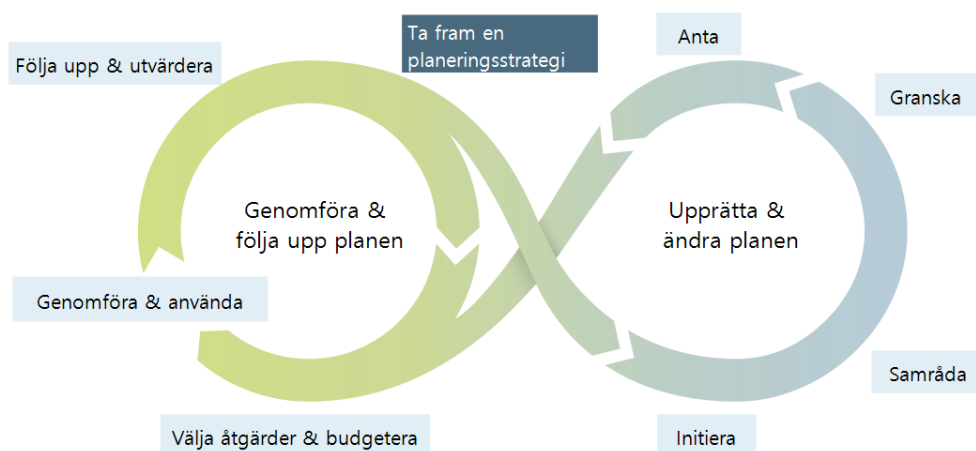 Ta fram en
planeringsstrategi
Anta
Följa upp & utvärdera
Granska
Genomföra &
följa upp planen
Upprätta &
ändra planen
Genomföra & använda
Samråda
Välja åtgärder & budgetera
Initiera